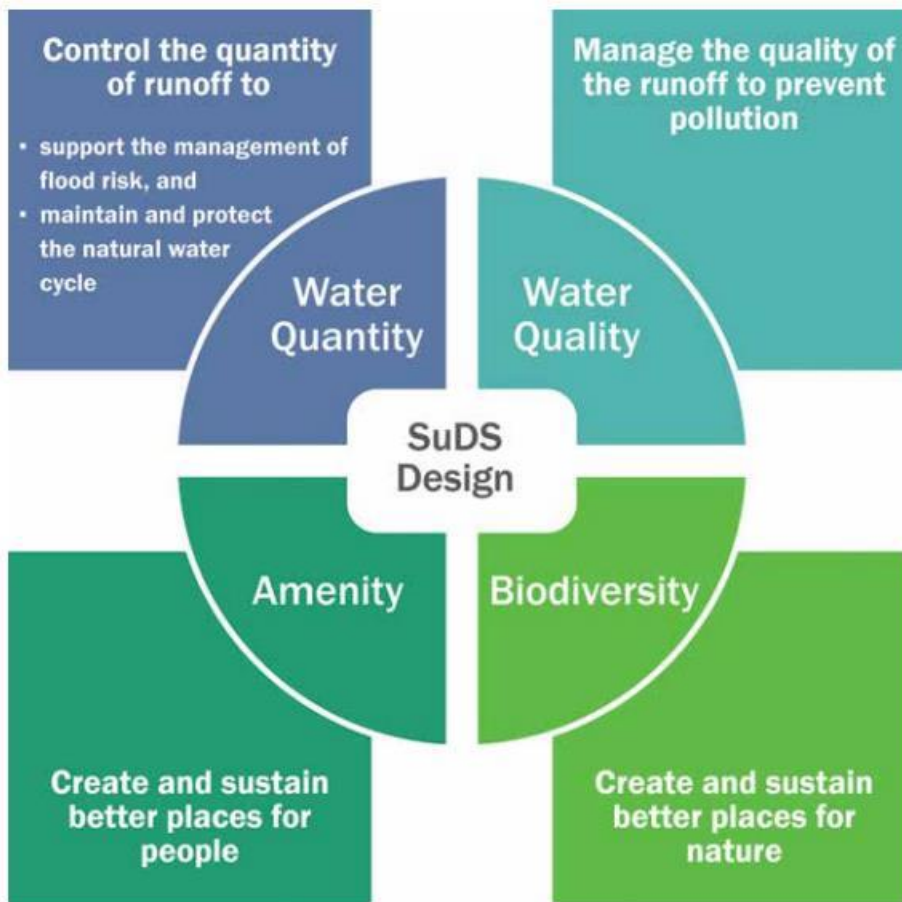 Control the quantity
of runoff to
• support the management of
flood risk, and
• maintain and protect
the natural water
cycle
Manage the quality of
the runoff to prevent
pollution
Water
Quantity
Water
Quality
SuDS
Design
Amenity
Biodiversity
Create and sustain
better places for
people
Create and sustain
better places for
nature